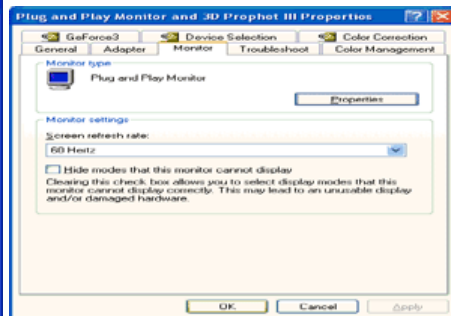 Plug and Play Monitor and 3D Prophet III Properties
GeForce3 Device Selection Color Correction
General Adapter Monitor Troubleshoot Color Management
Monitor type
Plug and Play Monitor
Properties
Monitor settings
Screen refresh rate:
60 Hertz
Hide modes that this monitor cannot display
Clearing this check box allows you to select display modes that this
monitor cannot display correctly. This may lead to an unusable display
and/or damaged hardware.
OK Cancel Apply